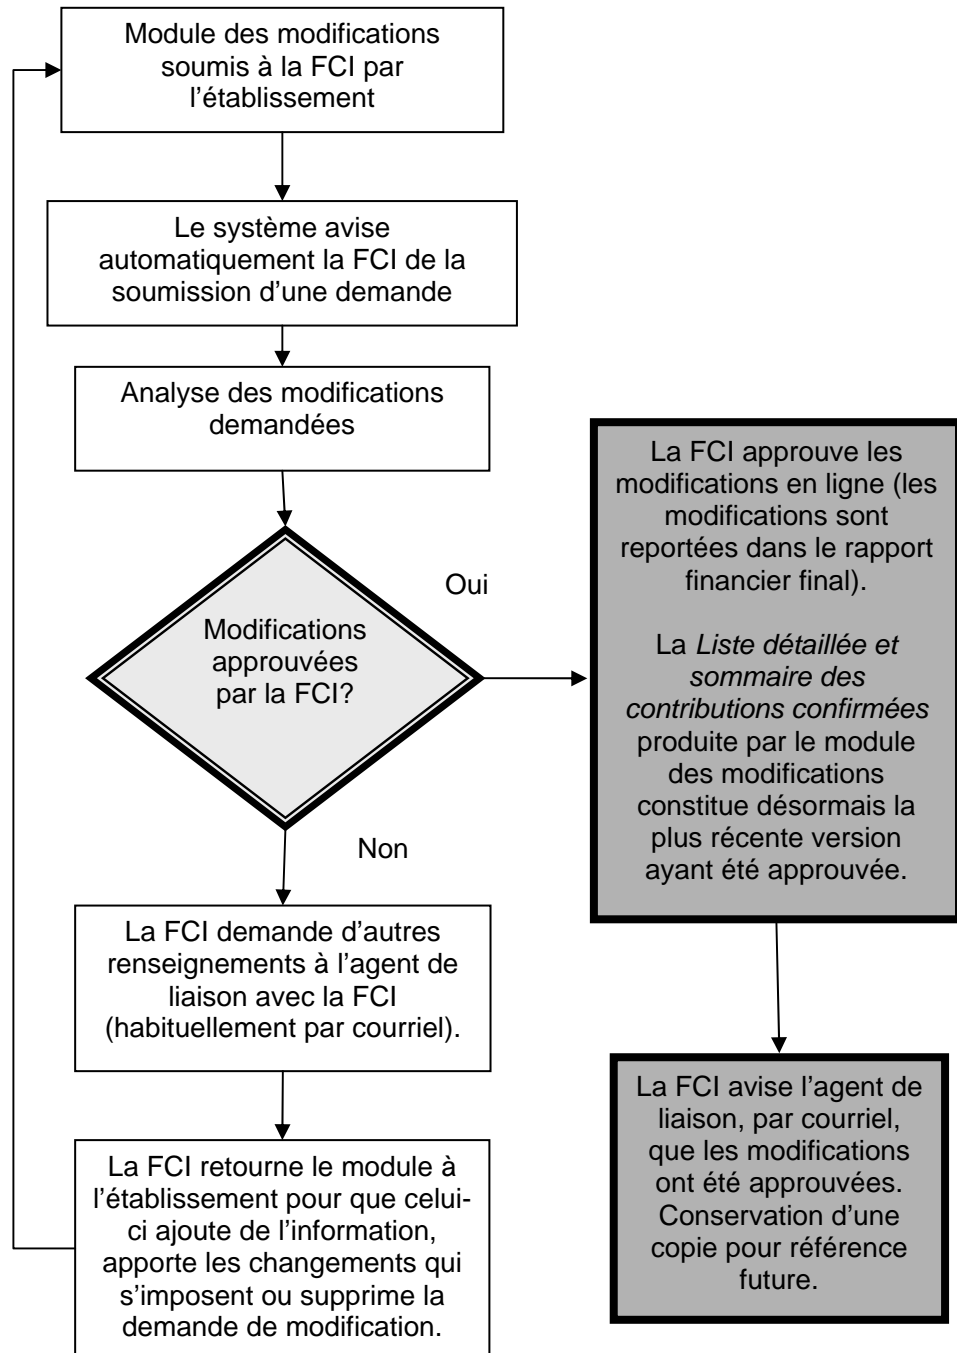 Module des modifications
soumis à la FCI par
l’établissement
Le système avise
automatiquement la FCI de la
soumission d’une demande
Analyse des modifications
demandées
Modifications
approuvées
par la FCI?
Oui
Non
La FCI demande d’autres
renseignements à l’agent de
liaison avec la FCI
(habituellement par courriel).
La FCI retourne le module à
l’établissement pour que celui-
ci ajoute de l’information,
apporte les changements qui
s’imposent ou supprime la
demande de modification.
La FCI approuve les
modifications en ligne (les
modifications sont
reportées dans le rapport
financier final).
La Liste détaillée et
sommaire des
contributions confirmées
produite par le module
des modifications
constitue désormais la
plus récente version
ayant été approuvée.
La FCI avise l’agent de
liaison, par courriel,
que les modifications
ont été approuvées.
Conservation d’une
copie pour référence
future.